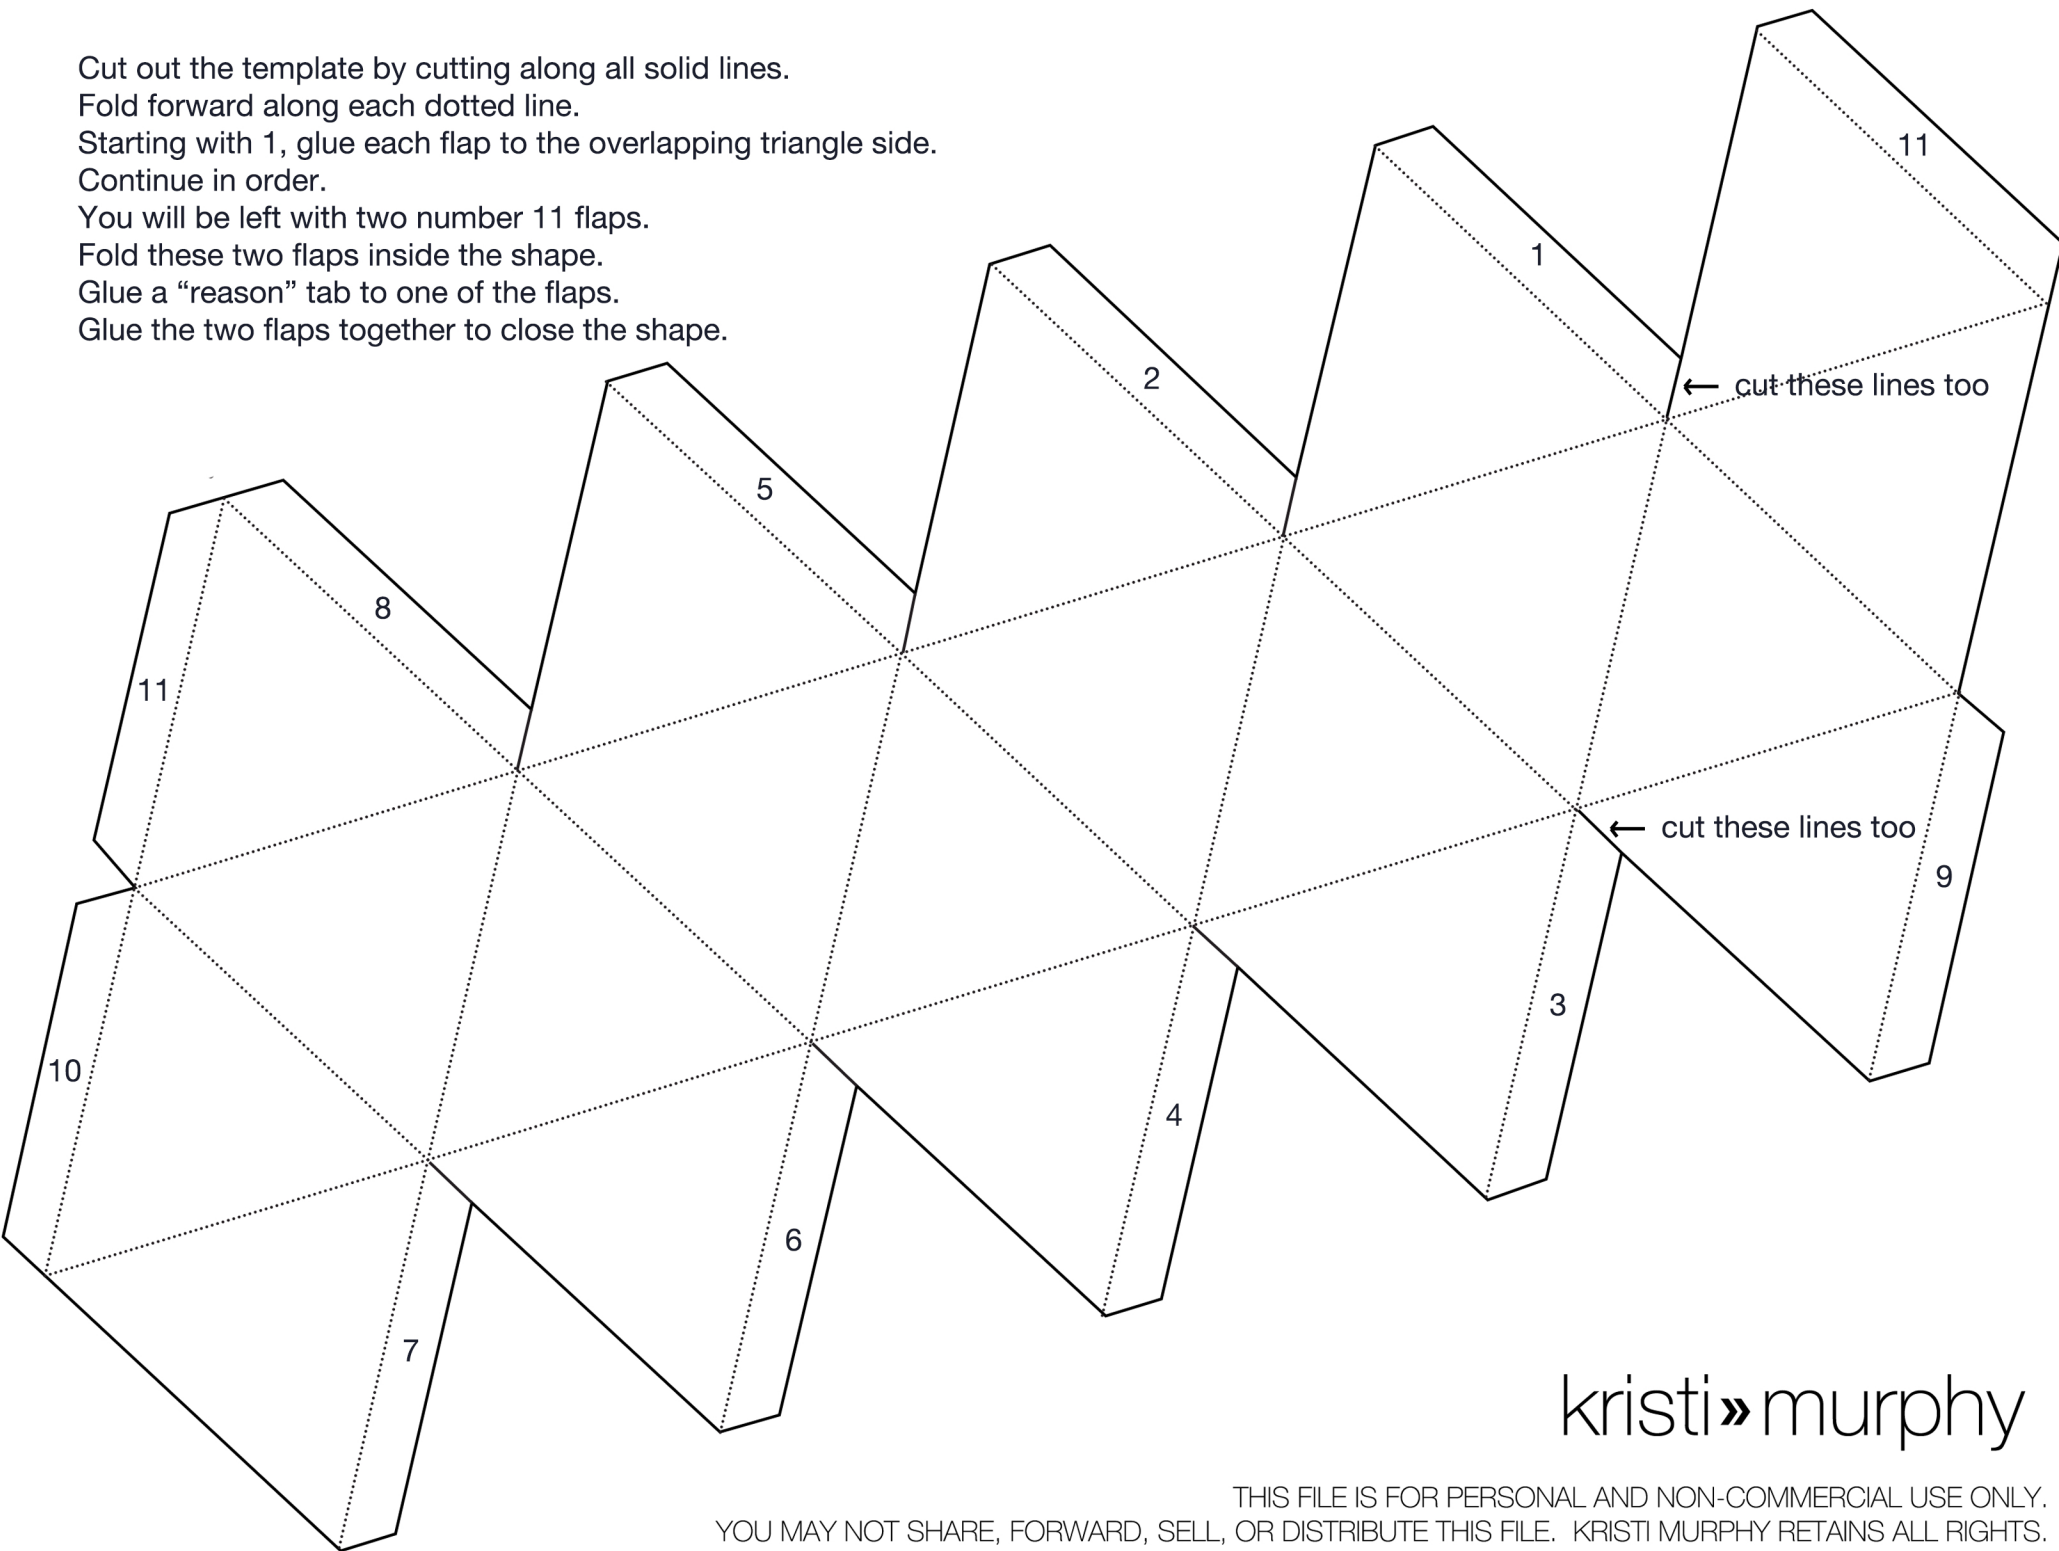 Cut out the template by cutting along all solid lines.
Fold forward along each dotted line.
Starting with 1, glue each flap to the overlapping triangle side.
Continue in order.
You will be left with two number 11 flaps.
Fold these two flaps inside the shape.
Glue a “reason” tab to one of the flaps.
Glue the two flaps together to close the shape.
11
1
2
← cut these lines too
5
8
11
← cut these lines too
9
3
10
4
6
7
kristi»murphy
THIS FILE IS FOR PERSONAL AND NON-COMMERCIAL USE ONLY.
YOU MAY NOT SHARE, FORWARD, SELL, OR DISTRIBUTE THIS FILE.  KRISTI MURPHY RETAINS ALL RIGHTS.